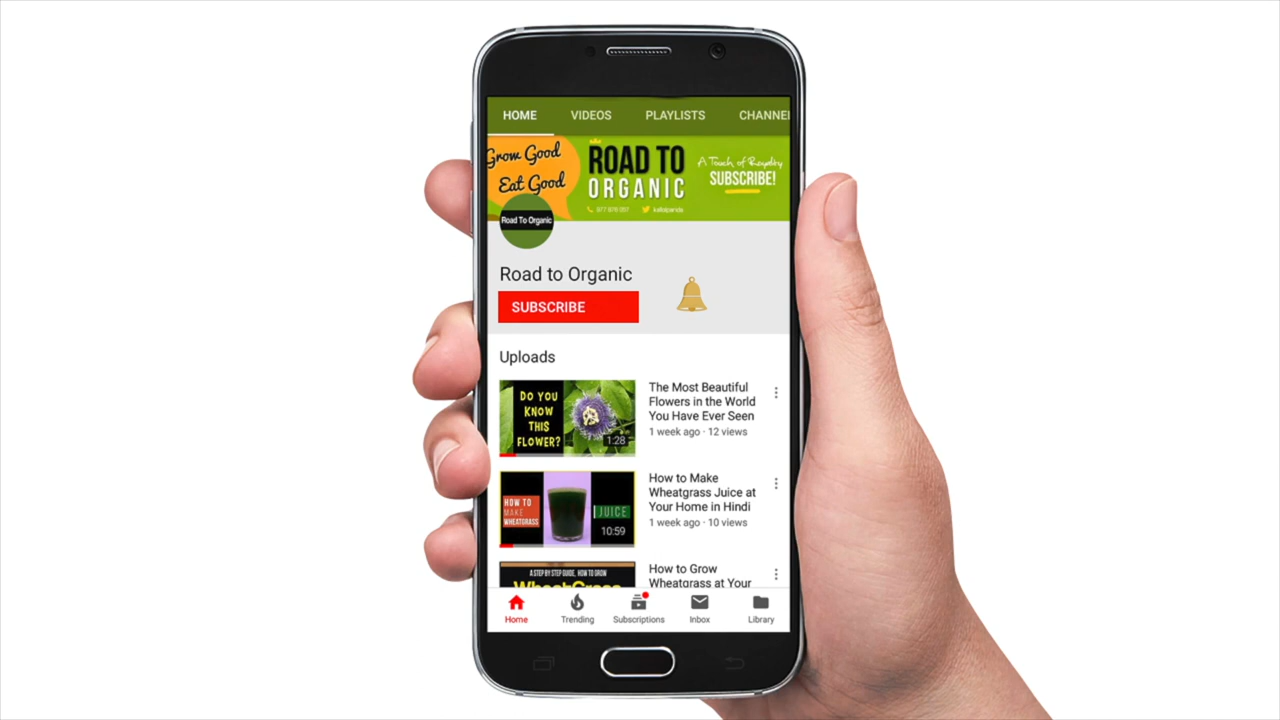 HOME VIDEOS PLAYLISTS CHANNEL
Grow Good
Eat Good
ROAD TO
ORGANIC
A Touch of Royalty
SUBSCRIBE!
Road To Organic
Road to Organic
SUBSCRIBE
Uploads
DO YOU
KNOW
THIS
FLOWER?
1:28
The Most Beautiful
Flowers in the World
You Have Ever Seen
1 week ago · 12 views
HOW TO
MAKE
WHEATGRASS
JUICE
10:59
How to Make
Wheatgrass Juice at
Your Home in Hindi
1 week ago · 10 views
A STEP BY STEP GUIDE, HOW TO GROW
WheatGrass
How to Grow
Wheatgrass at Your
Home Trending Subscriptions Inbox Library